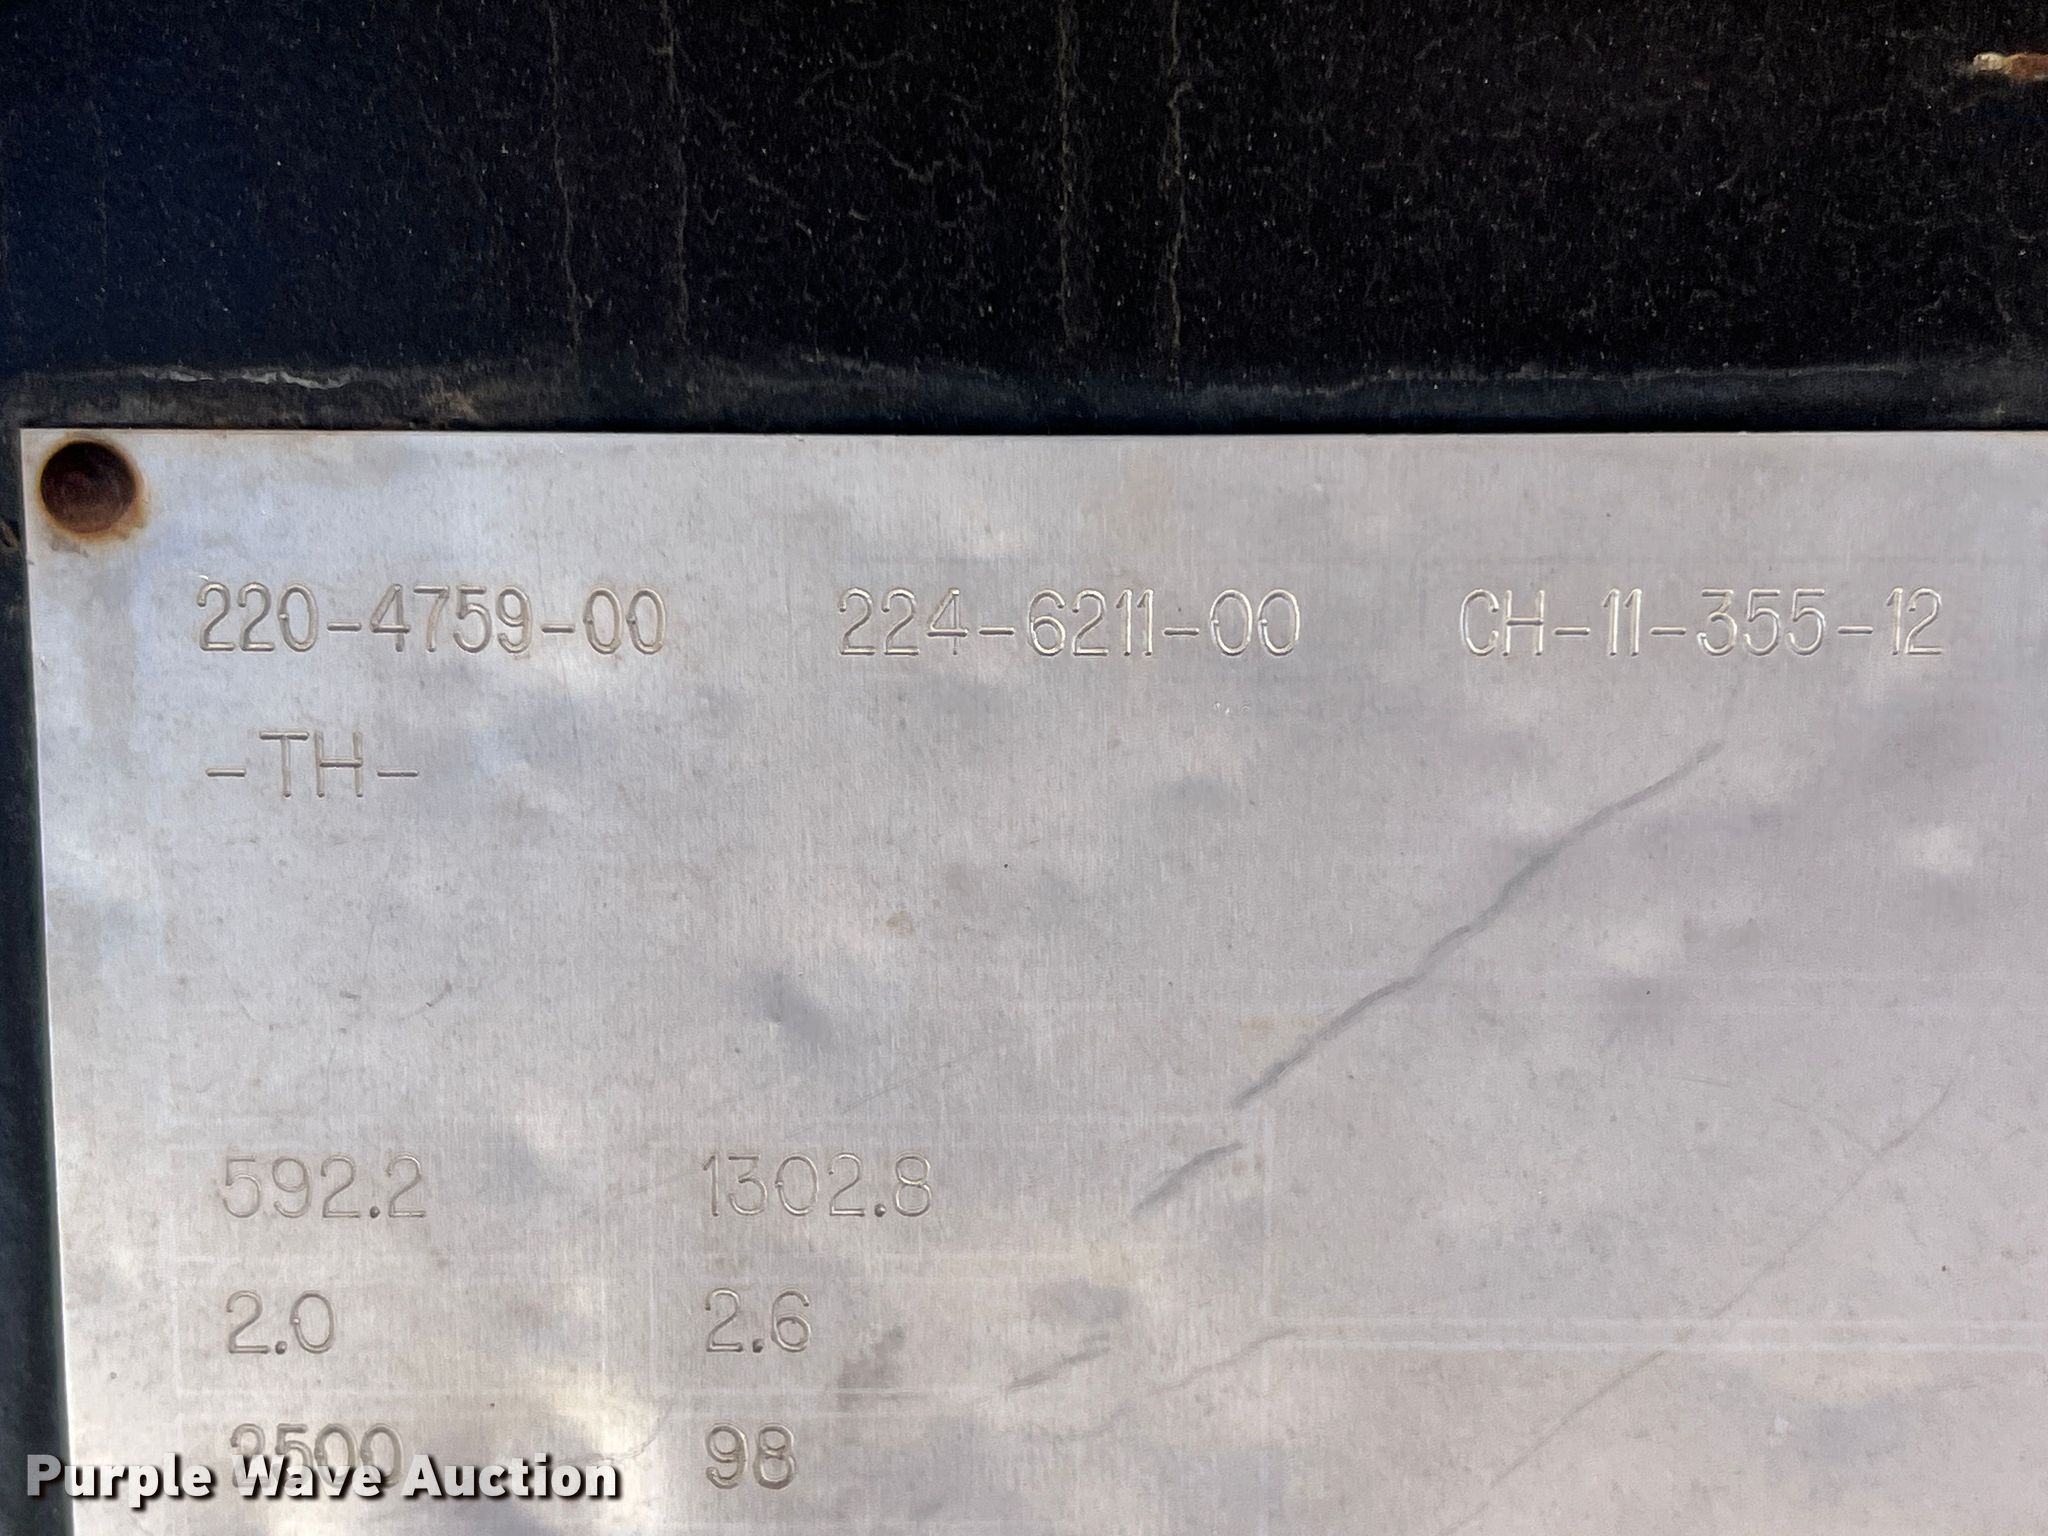 220-4759-00 224-6211-00 CH-11-355-12
-TH-
592.2 1302.8
2.0 2.6
2500 98
Purple Wave Auction